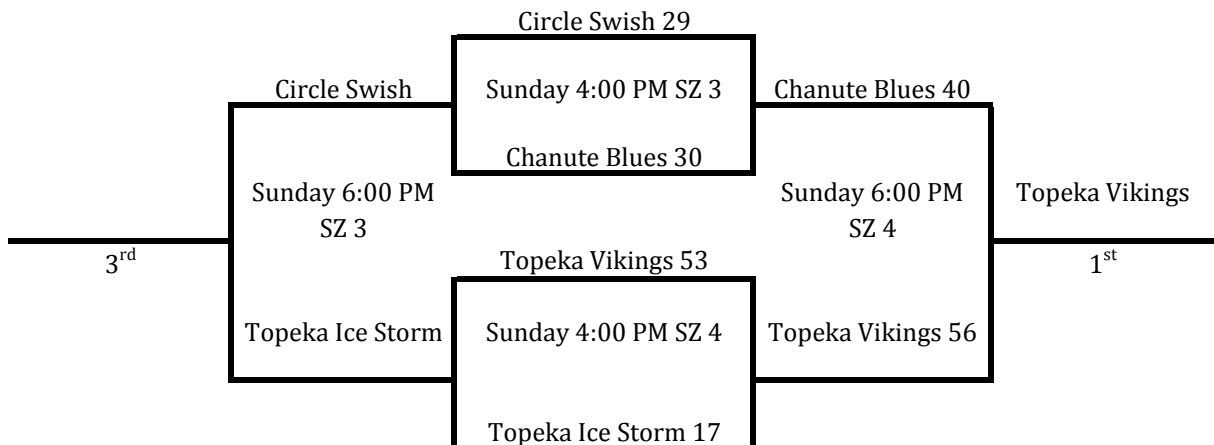 Circle Swish 29
Circle Swish
Sunday 4:00 PM SZ 3
Chanute Blues 40
Chanute Blues 30
Sunday 6:00 PM
SZ 3
Sunday 6:00 PM
SZ 4
Topeka Vikings
3rd
Topeka Vikings 53
1st
Topeka Ice Storm
Sunday 4:00 PM SZ 4
Topeka Vikings 56
Topeka Ice Storm 17